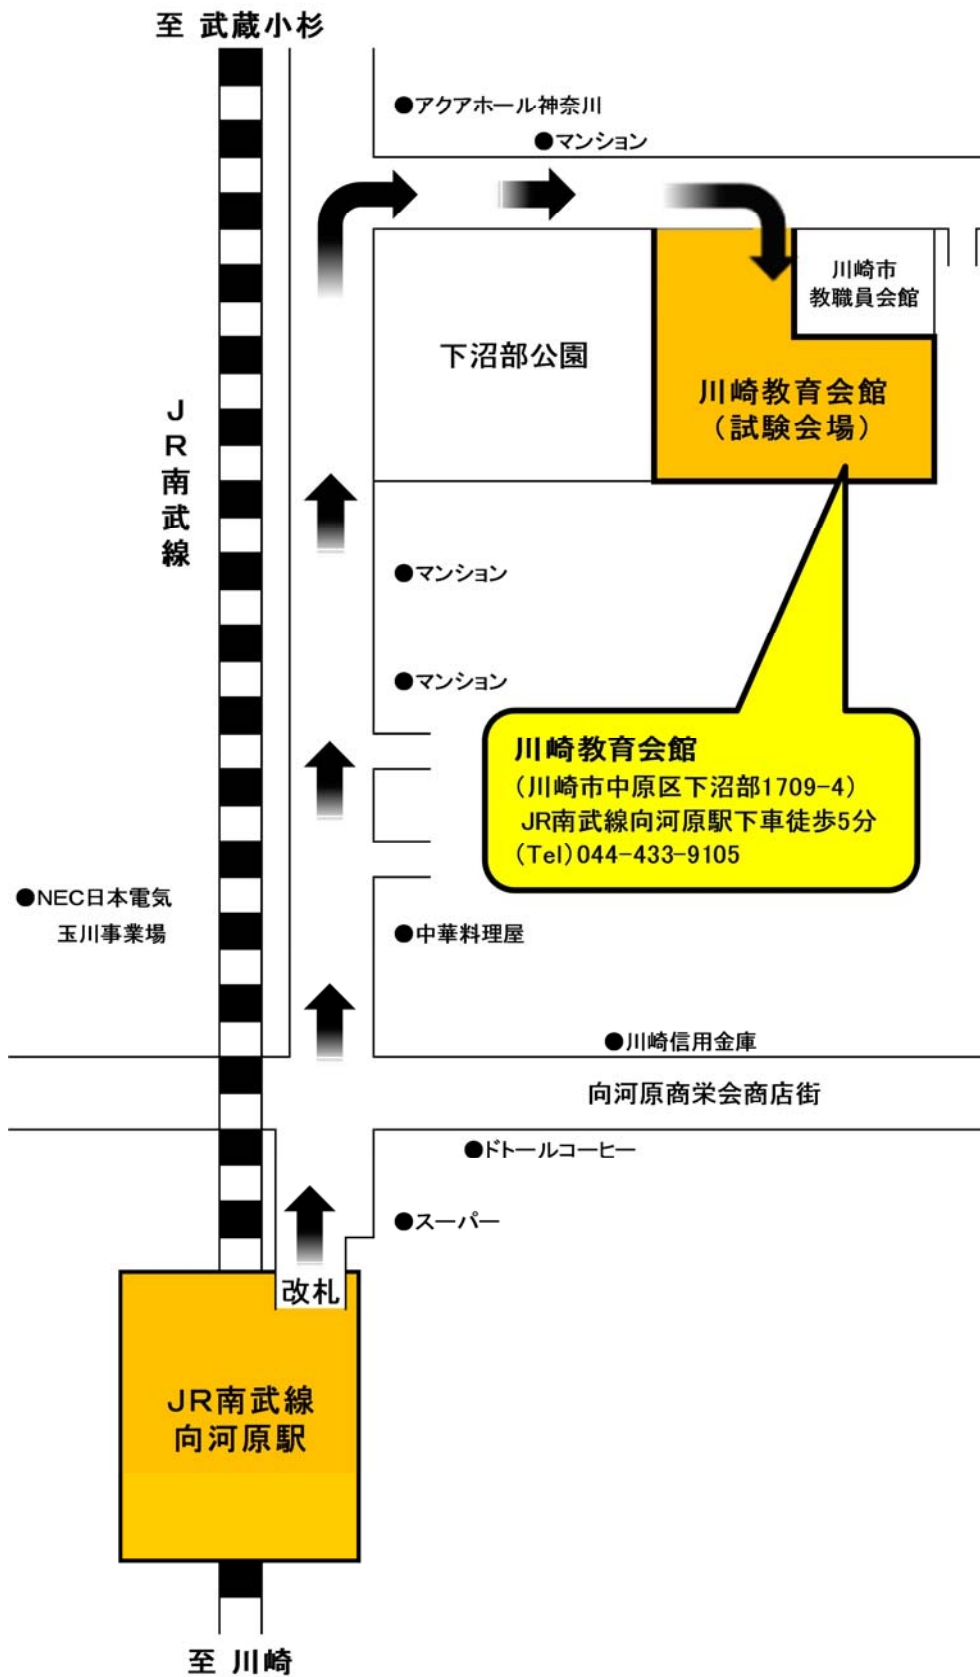 至 武蔵小杉
●アクアホール神奈川
●マンション
川崎市
教職員会館
下沼部公園
川崎教育会館
(試験会場)
JR南武線
●マンション
●マンション
川崎教育会館
(川崎市中原区下沼部1709-4)
JR南武線向河原駅下車徒歩5分
(Tel)044-433-9105
●NEC日本電気
玉川事業場
●中華料理屋
●川崎信用金庫
向河原商栄会商店街
●ドトールコーヒー
●スーパー
改札
JR南武線
向河原駅
至 川崎